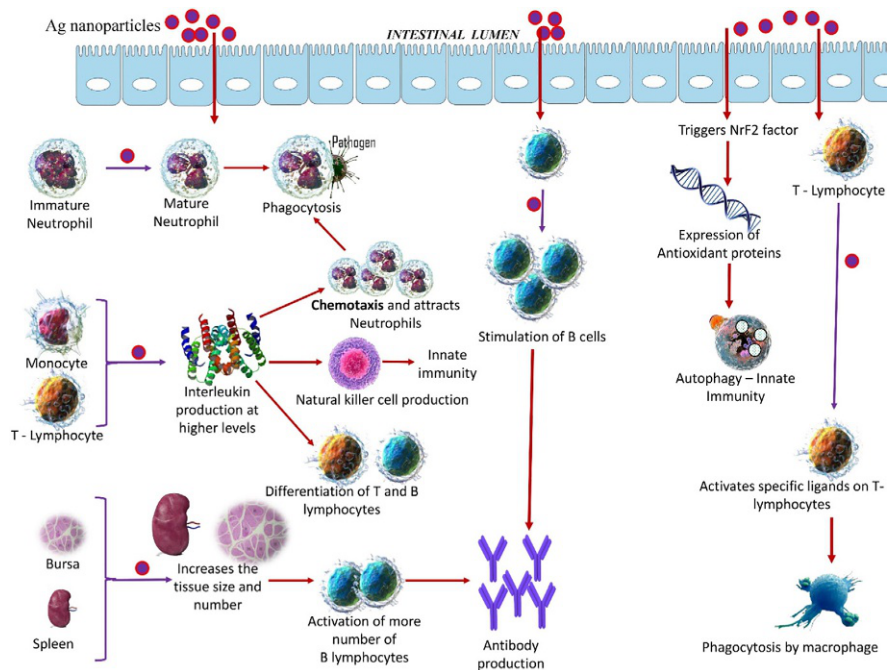 Ag nanoparticles
INTESTINAL LUMEN
Immature
Neutrophil
Mature
Neutrophil
Pathogen
Phagocytosis
Triggers NrF2 factor
T - Lymphocyte
Expression of
Antioxidant proteins
Chemotaxis and attracts
Neutrophils
Stimulation of B cells
Monocyte
T - Lymphocyte
Interleukin
production at
higher levels
Natural killer cell production
Innate
immunity
Autophagy – Innate
Immunity
Differentiation of T and B
lymphocytes
Activates specific ligands on T-
lymphocytes
Bursa
Spleen
Increases the
tissue size and
number
Activation of more
number of
B lymphocytes
Antibody
production
Phagocytosis by macrophage